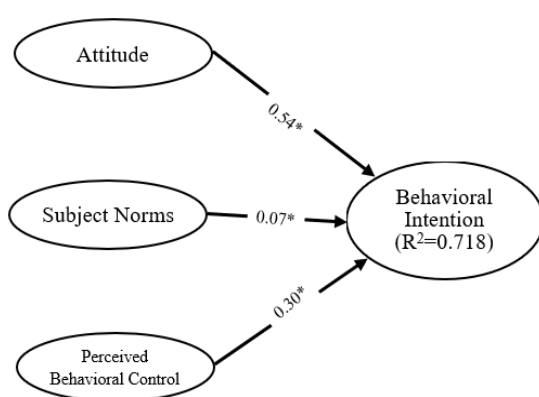 Attitude
0.54*
Subject Norms
0.07*
Behavioral
Intention
(R²=0.718)
0.30*
Perceived
Behavioral Control